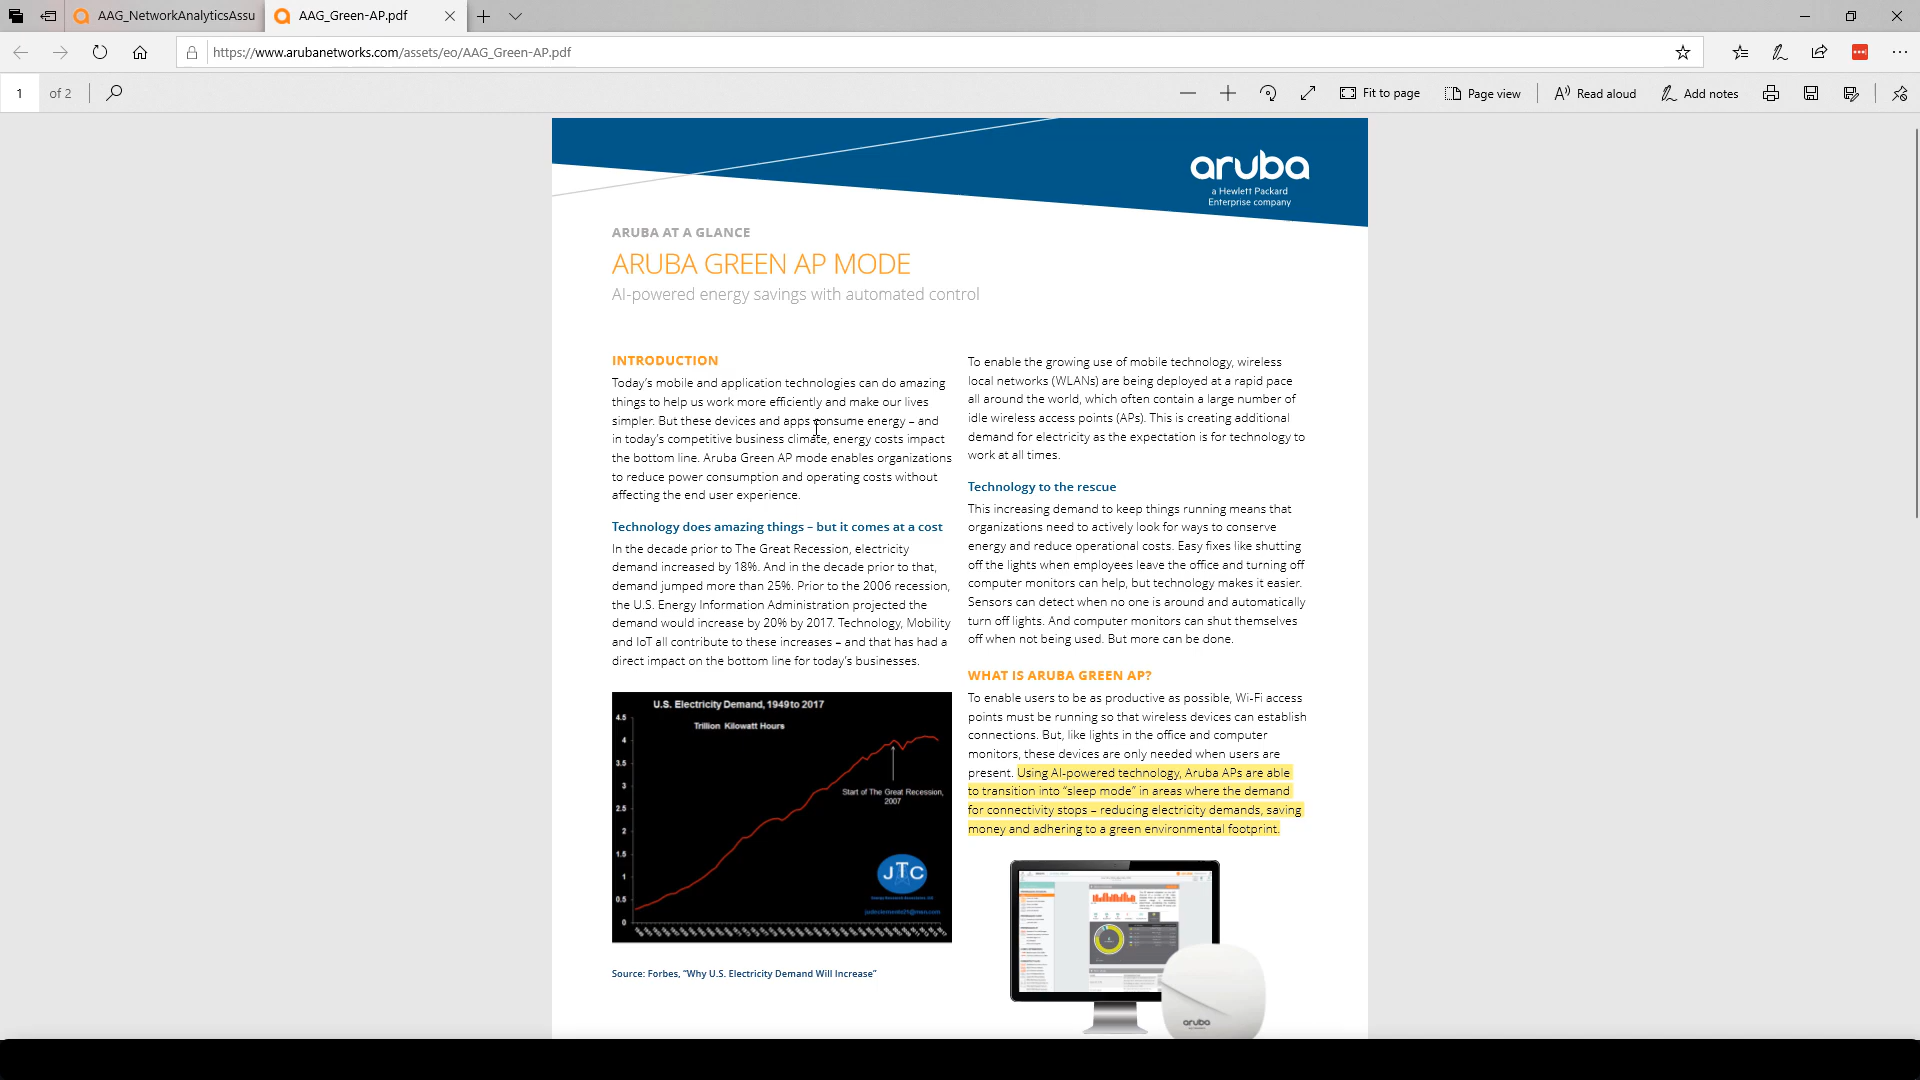 AAG_NetworkAnalyticsAssu
AAG_Green-AP.pdf
https://www.arubanetworks.com/assets/eo/AAG_Green-AP.pdf
1 of 2
Fit to page
Page view
Read aloud
Add notes
aruba
a Hewlett Packard
Enterprise company
ARUBA AT A GLANCE
ARUBA GREEN AP MODE
AI-powered energy savings with automated control
INTRODUCTION
Today's mobile and application technologies can do amazing
things to help us work more efficiently and make our lives
simpler. But these devices and apps consume energy – and
in today's competitive business climate, energy costs impact
the bottom line. Aruba Green AP mode enables organizations
to reduce power consumption and operating costs without
affecting the end user experience.
Technology does amazing things – but it comes at a cost
In the decade prior to The Great Recession, electricity
demand increased by 18%. And in the decade prior to that,
demand jumped more than 25%. Prior to the 2006 recession,
the U.S. Energy Information Administration projected the
demand would increase by 20% by 2017. Technology, Mobility
and IoT all contribute to these increases – and that has had a
direct impact on the bottom line for today's businesses.
U.S. Electricity Demand, 1949 to 2017
Trillion Kilowatt Hours
4.5
4
3.5
3
2.5
2
1.5
1
0.5
0
Start of The Great Recession,
2007
JTC
Source: Forbes, "Why U.S. Electricity Demand Will Increase"
To enable the growing use of mobile technology, wireless
local networks (WLANs) are being deployed at a rapid pace
all around the world, which often contain a large number of
idle wireless access points (APs). This is creating additional
demand for electricity as the expectation is for technology to
work at all times.
Technology to the rescue
This increasing demand to keep things running means that
organizations need to actively look for ways to conserve
energy and reduce operational costs. Easy fixes like shutting
off the lights when employees leave the office and turning off
computer monitors can help, but technology makes it easier.
Sensors can detect when no one is around and automatically
turn off lights. And computer monitors can shut themselves
off when not being used. But more can be done.
WHAT IS ARUBA GREEN AP?
To enable users to be as productive as possible, Wi-Fi access
points must be running so that wireless devices can establish
connections. But, like lights in the office and computer
monitors, these devices are only needed when users are
present. Using AI-powered technology, Aruba APs are able
to transition into "sleep mode" in areas where the demand
for connectivity stops – reducing electricity demands, saving
money and adhering to a green environmental footprint.
aruba